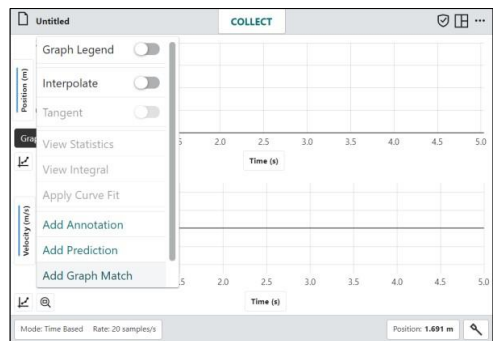 Untitled
COLLECT
Graph Legend
Interpolate
Tangent
View Statistics
View Integral
Apply Curve Fit
Add Annotation
Add Prediction
Add Graph Match
Position (m)
2.0 2.5 3.0 3.5 4.0 4.5 5.0
Time (s)
Velocity (m/s)
2.0 2.5 3.0 3.5 4.0 4.5 5.0
Time (s)
Mode: Time Based Rate: 20 samples/s
Position: 1.691 m